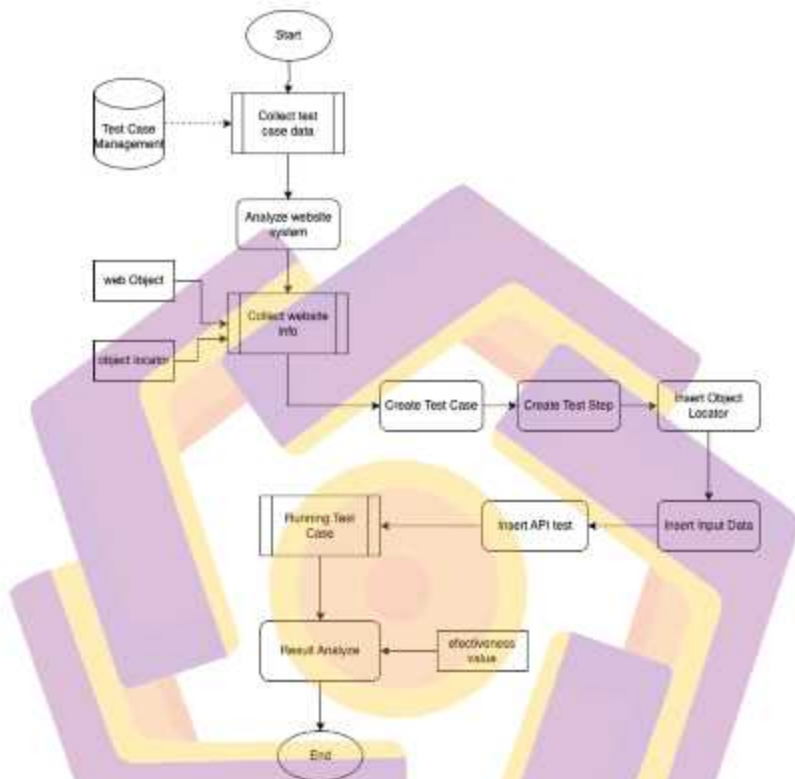 Start
Test Case
Management
Collect test
case data
Analyze website
system
web Object
Collect website
info
object locator
Create Test Case
Create Test Step
Insert Object
Locator
Running Test
Case
Insert API test
Insert Input Data
Result Analyze
efectiveness
value
End